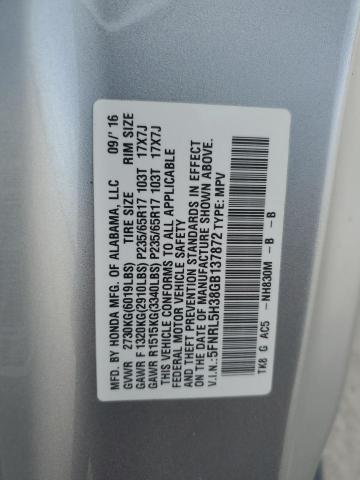 MFD. BY HONDA MFG. OF ALABAMA, LLC 09/'16
GVWR 2730KG(6019LBS) TIRE SIZE RIM SIZE
GAWR F 1320KG(2910LBS) P235/65R17 103T 17X7J
GAWR R 1515KG(3340LBS) P235/65R17 103T 17X7J
THIS VEHICLE CONFORMS TO ALL APPLICABLE
FEDERAL MOTOR VEHICLE SAFETY
AND THEFT PREVENTION STANDARDS IN EFFECT
ON THE DATE OF MANUFACTURE SHOWN ABOVE.
V.I.N.: 5FNRL5H38GB137872 TYPE: MPV
TK8 G AC5 -NH830M -B -B